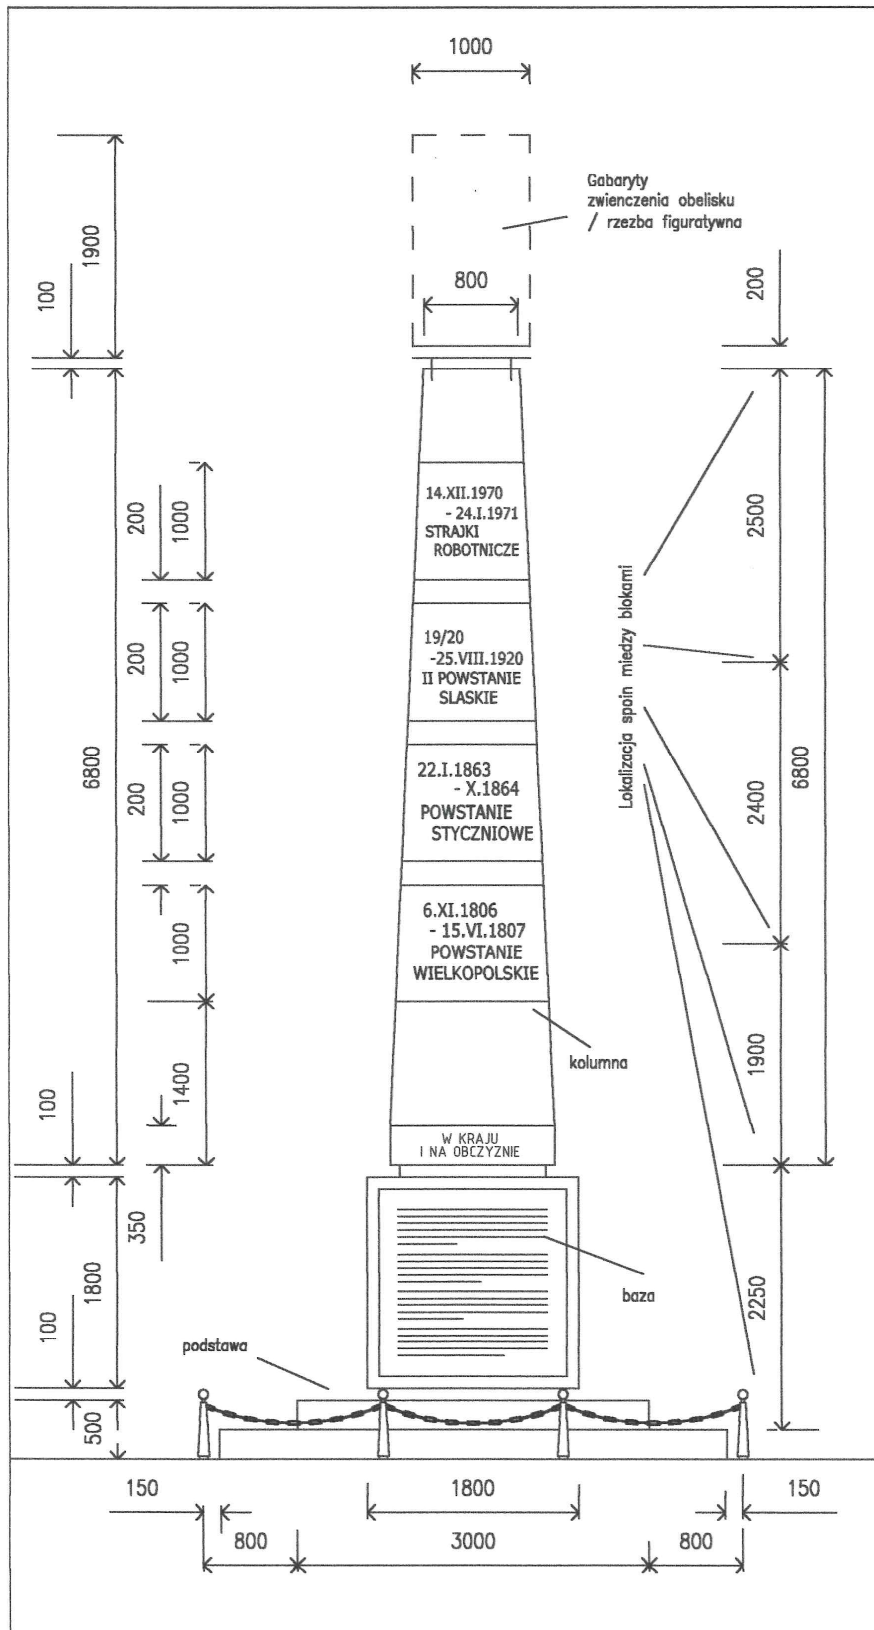 1000
Gabaryty
zwienczenia obelisku
/ rzezba figuratywna
1900
100
800
200
14.XII.1970
- 24.I.1971
STRAJKI
ROBOTNICZE
200
1000
2500
19/20
-25.VIII.1920
II POWSTANIE
SLASKIE
200
1000
Lokalizacja spoin miedzy blokami
6800
22.I.1863
- X.1864
POWSTANIE
STYCZNIOWE
200
1000
2400
6800
6.XI.1806
- 15.VI.1807
POWSTANIE
WIELKOPOLSKIE
1000
kolumna
1900
1400
100
W KRAJU
I NA OBCZYZNIE
350
1800
baza
2250
100
podstawa
500
150
1800
150
800
3000
800